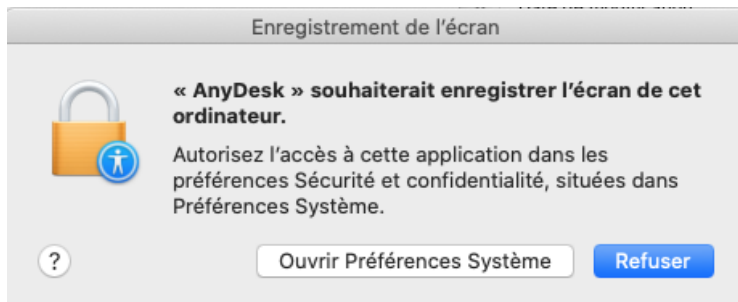 Enregistrement de l’écran
« AnyDesk » souhaiterait enregistrer l’écran de cet
ordinateur.
Autorisez l’accès à cette application dans les
préférences Sécurité et confidentialité, situées dans
Préférences Système.
?
Ouvrir Préférences Système
Refuser